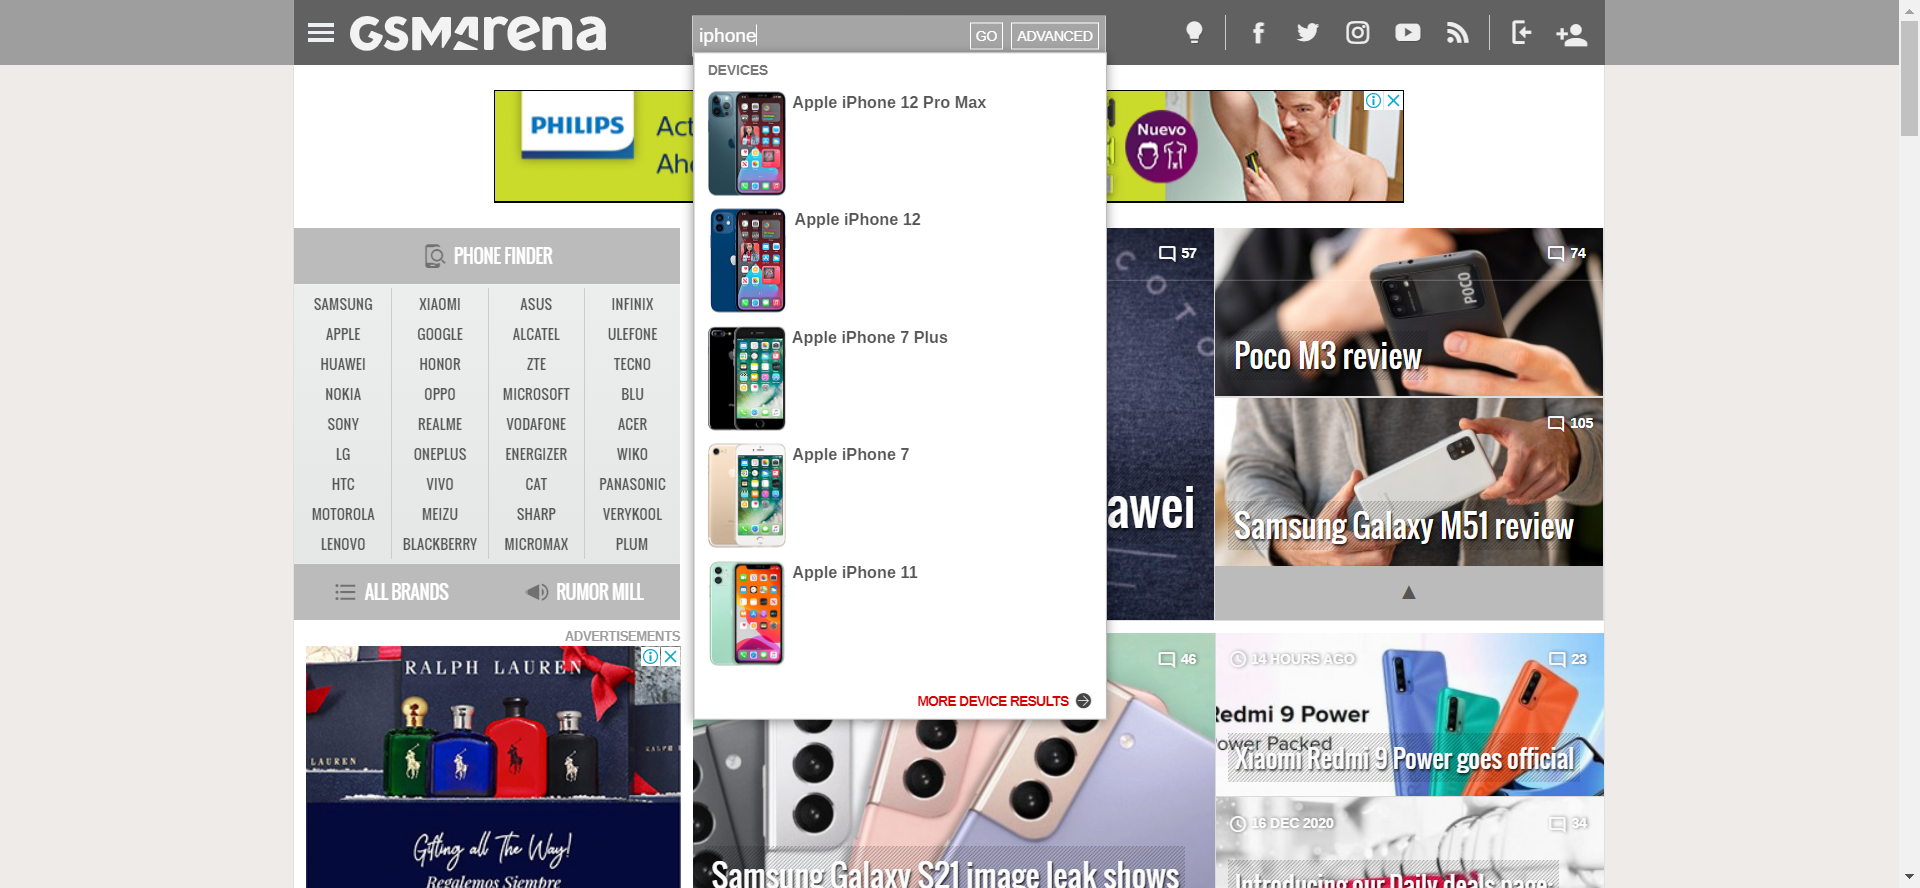 GSMArena
iphone
GO
ADVANCED
DEVICES
Apple iPhone 12 Pro Max
Apple iPhone 12
Apple iPhone 7 Plus
Apple iPhone 7
Apple iPhone 11
MORE DEVICE RESULTS
PHILIPS
Act
Aho
Nuevo
PHONE FINDER
SAMSUNG XIAOMI ASUS INFINIX
APPLE GOOGLE ALCATEL ULEFONE
HUAWEI HONOR ZTE TECNO
NOKIA OPPO MICROSOFT BLU
SONY REALME VODAFONE ACER
LG ONEPLUS ENERGIZER WIKO
HTC VIVO CAT PANASONIC
MOTOROLA MEIZU SHARP VERYKOOL
LENOVO BLACKBERRY MICROMAX PLUM
ALL BRANDS RUMOR MILL
ADVERTISEMENTS
RALPH LAUREN
LAUREN
RALPH L
Gifting all The Way!
Regalemos Siempre
57
COTO
awei
74
POCO
Poco M3 review
105
Samsung Galaxy M51 review
▲
46
Samsung Galaxy S21 image leak shows
14 HOURS AGO
23
Redmi 9 Power
ower Packed
Xiaomi Redmi 9 Power goes official
16 DEC 2020
34
Introducing our Daily deals page: